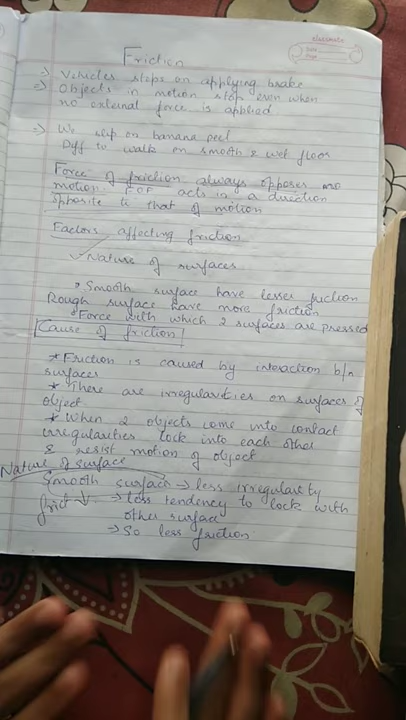 classmate
Date
Page
Friction
⇒ Vehicles stops on applying brake
⇒ Objects in motion stop even when
no external force is applied
⇒ We slip on banana peel
Diff to walk on smooth & wet floor
Force of friction always opposes mo
motion. FOF acts in a direction
opposite to that of motion
Factors affecting friction
Nature of surfaces
* Smooth surface have lesser friction
Rough surface have more friction
Force with which 2 surfaces are pressed
Cause of friction
* Friction is caused by interaction b/n
surfaces
* There are irregularities on surfaces of
object.
* When 2 objects come into contact
irregularities lock into each other
& resist motion of object
Nature of surface
Smooth surface → less irregularity
frict ↓ → less tendency to lock with
other surface
→ So less friction